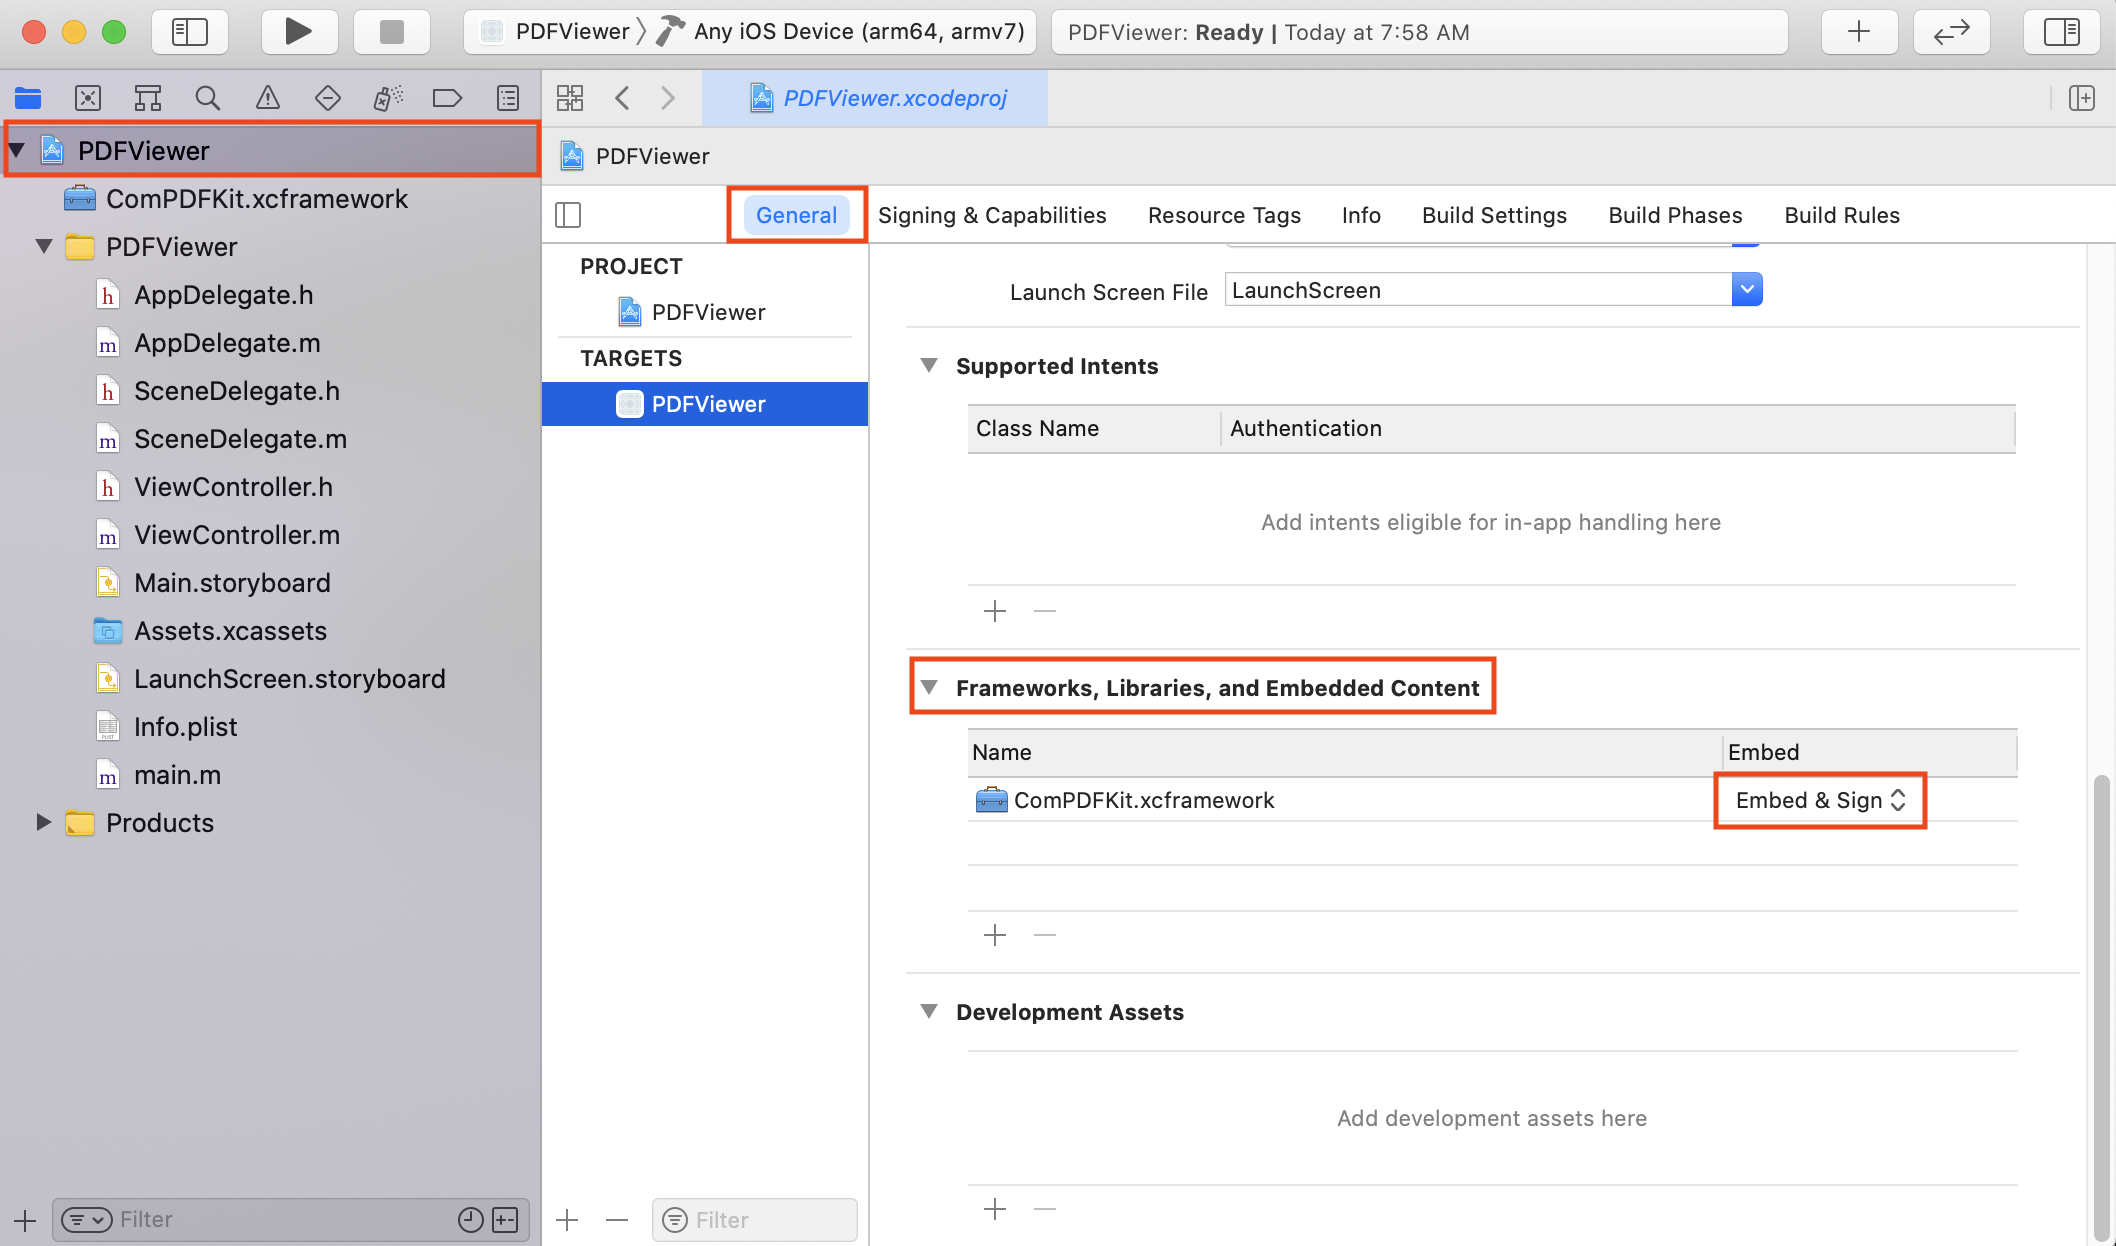 PDFViewer Any iOS Device (arm64, armv7)
PDFViewer: Ready | Today at 7:58 AM
PDFViewer.xcodeproj
PDFViewer
ComPDFKit.xcframework
PDFViewer
AppDelegate.h
AppDelegate.m
SceneDelegate.h
SceneDelegate.m
ViewController.h
ViewController.m
Main.storyboard
Assets.xcassets
LaunchScreen.storyboard
Info.plist
main.m
Products
Filter
PDFViewer
General Signing & Capabilities Resource Tags Info Build Settings Build Phases Build Rules
PROJECT
PDFViewer
TARGETS
PDFViewer
Filter
Launch Screen File LaunchScreen
Supported Intents
Class Name Authentication
Add intents eligible for in-app handling here
Frameworks, Libraries, and Embedded Content
Name Embed
ComPDFKit.xcframework Embed & Sign
Development Assets
Add development assets here